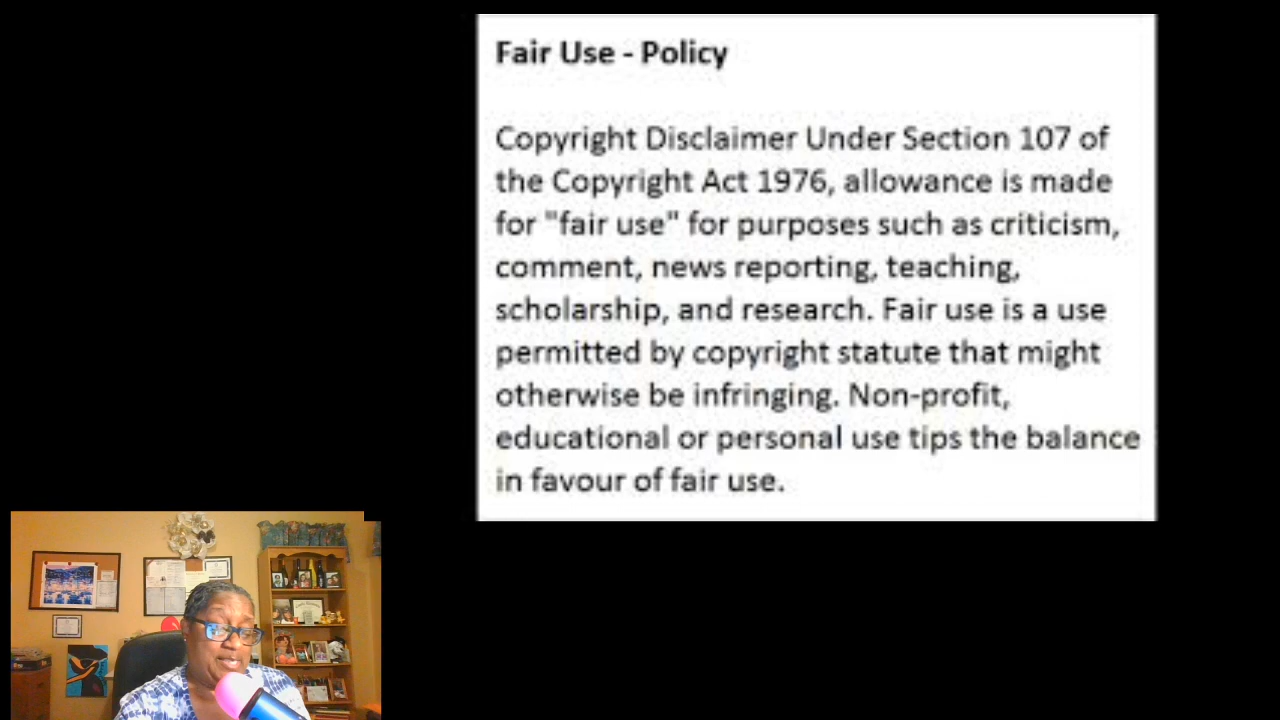 Fair Use - Policy
Copyright Disclaimer Under Section 107 of
the Copyright Act 1976, allowance is made
for "fair use" for purposes such as criticism,
comment, news reporting, teaching,
scholarship, and research. Fair use is a use
permitted by copyright statute that might
otherwise be infringing. Non-profit,
educational or personal use tips the balance
in favour of fair use.